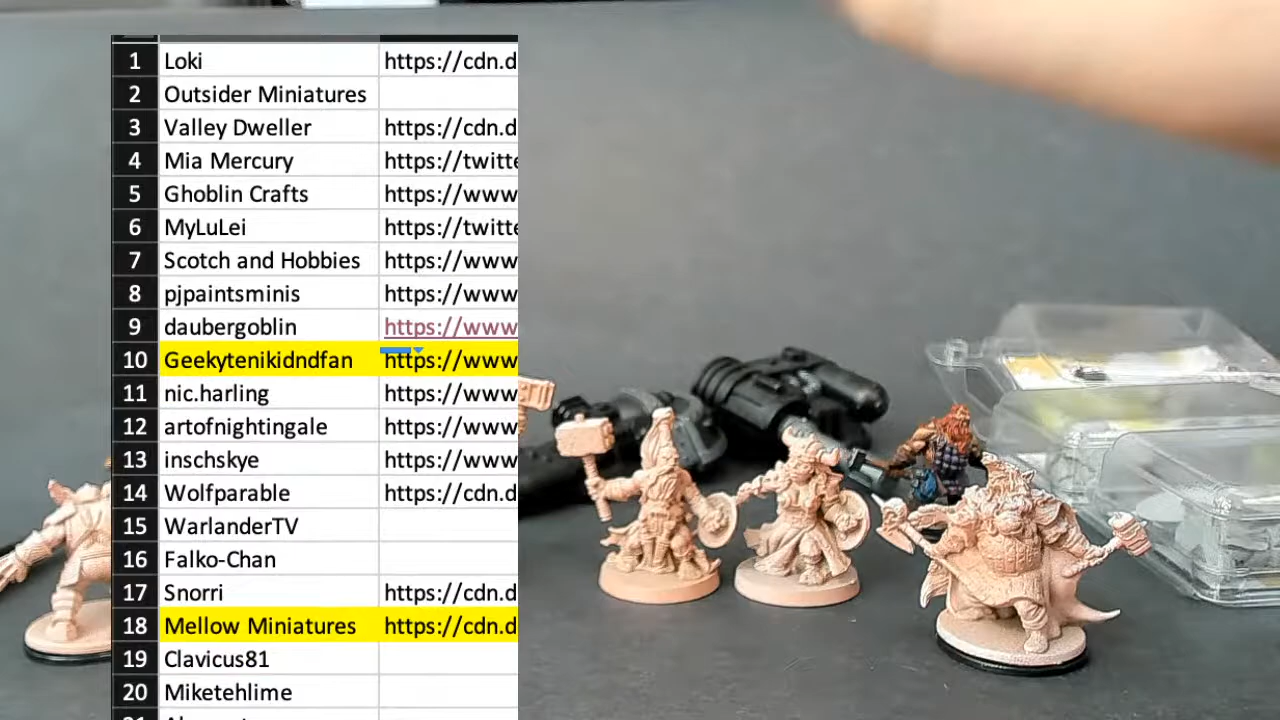 1 Loki https://cdn.d
2 Outsider Miniatures
3 Valley Dweller https://cdn.d
4 Mia Mercury https://twitte
5 Ghoblin Crafts https://www
6 MyLuLei https://twitte
7 Scotch and Hobbies https://www
8 pjpaintsminis https://www
9 daubergoblin https://www
10 Geekytenikidndfan https://www
11 nic.harling https://www
12 artofnightingale https://www
13 inschskye https://www
14 Wolfparable https://cdn.d
15 WarlanderTV
16 Falko-Chan
17 Snorri https://cdn.d
18 Mellow Miniatures https://cdn.d
19 Clavicus81
20 Miketehlime